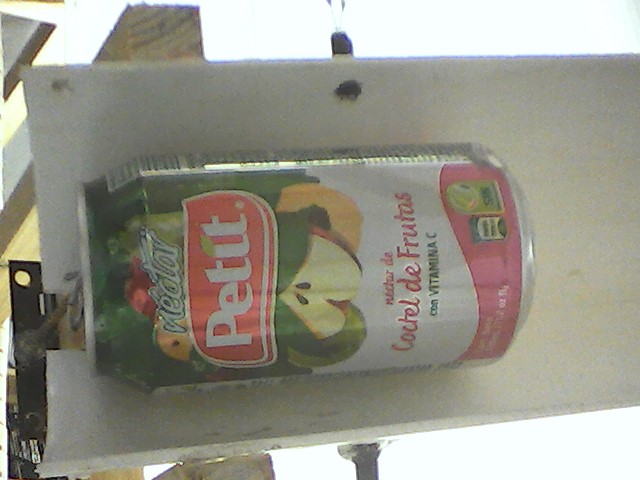 Néctar
Petit
néctar de
Coctel de Frutas
con VITAMINA C